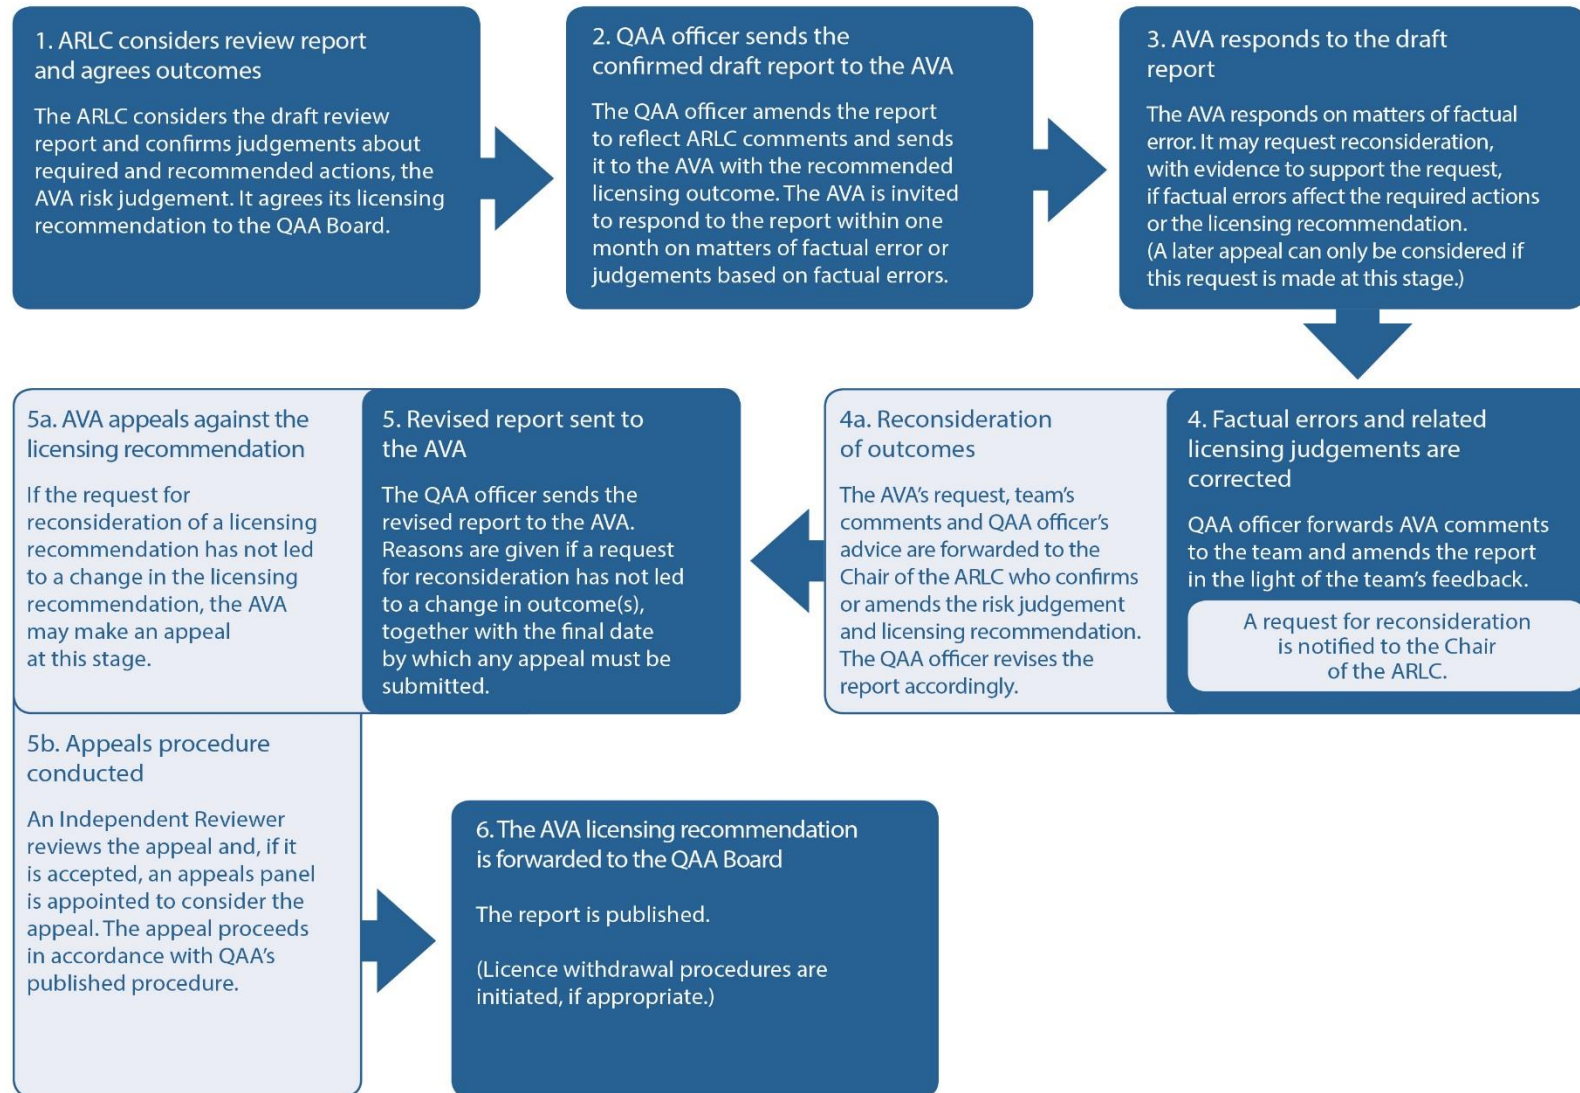 1. ARLC considers review report
and agrees outcomes
The ARLC considers the draft review
report and confirms judgements about
required and recommended actions, the
AVA risk judgement. It agrees its licensing
recommendation to the QAA Board.
2. QAA officer sends the
confirmed draft report to the AVA
The QAA officer amends the report
to reflect ARLC comments and sends
it to the AVA with the recommended
licensing outcome. The AVA is invited
to respond to the report within one
month on matters of factual error or
judgements based on factual errors.
3. AVA responds to the draft
report
The AVA responds on matters of factual
error. It may request reconsideration,
with evidence to support the request,
if factual errors affect the required actions
or the licensing recommendation.
(A later appeal can only be considered if
this request is made at this stage.)
4. Factual errors and related
licensing judgements are
corrected
QAA officer forwards AVA comments
to the team and amends the report
in the light of the team's feedback.
A request for reconsideration
is notified to the Chair
of the ARLC.
4a. Reconsideration
of outcomes
The AVA's request, team's
comments and QAA officer's
advice are forwarded to the
Chair of the ARLC who confirms
or amends the risk judgement
and licensing recommendation.
The QAA officer revises the
report accordingly.
5. Revised report sent to
the AVA
The QAA officer sends the
revised report to the AVA.
Reasons are given if a request
for reconsideration has not led
to a change in outcome(s),
together with the final date
by which any appeal must be
submitted.
5a. AVA appeals against the
licensing recommendation
If the request for
reconsideration of a licensing
recommendation has not led
to a change in the licensing
recommendation, the AVA
may make an appeal
at this stage.
5b. Appeals procedure
conducted
An Independent Reviewer
reviews the appeal and, if it
is accepted, an appeals panel
is appointed to consider the
appeal. The appeal proceeds
in accordance with QAA's
published procedure.
6. The AVA licensing recommendation
is forwarded to the QAA Board
The report is published.
(Licence withdrawal procedures are
initiated, if appropriate.)